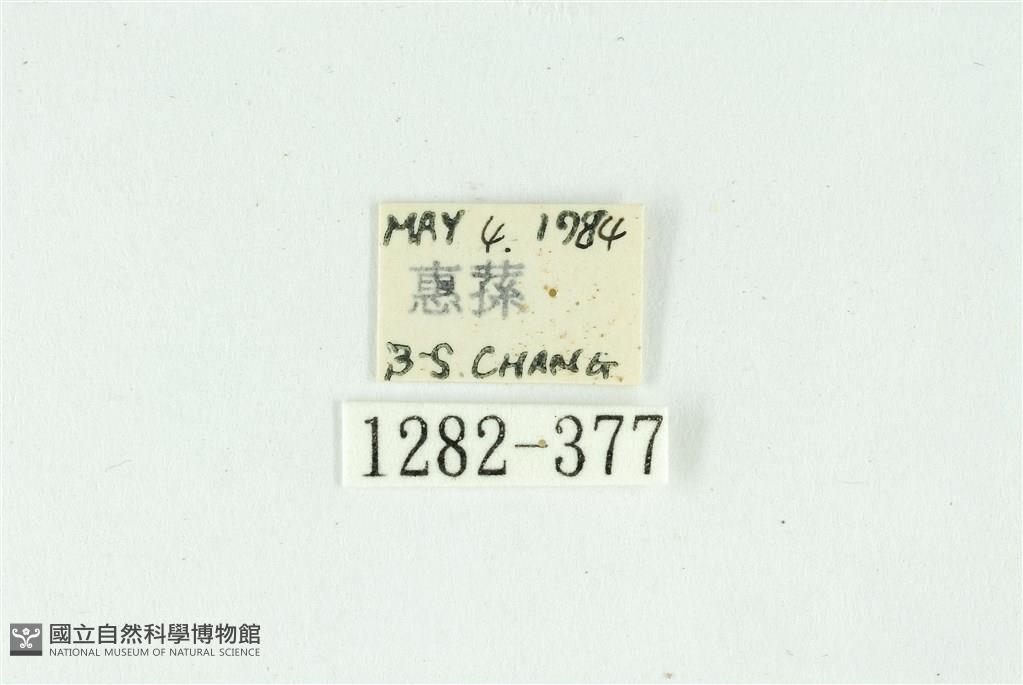 MAY 4. 1984
惠蓀
B-S. CHANG
1282-377
國立自然科學博物館
NATIONAL MUSEUM OF NATURAL SCIENCE